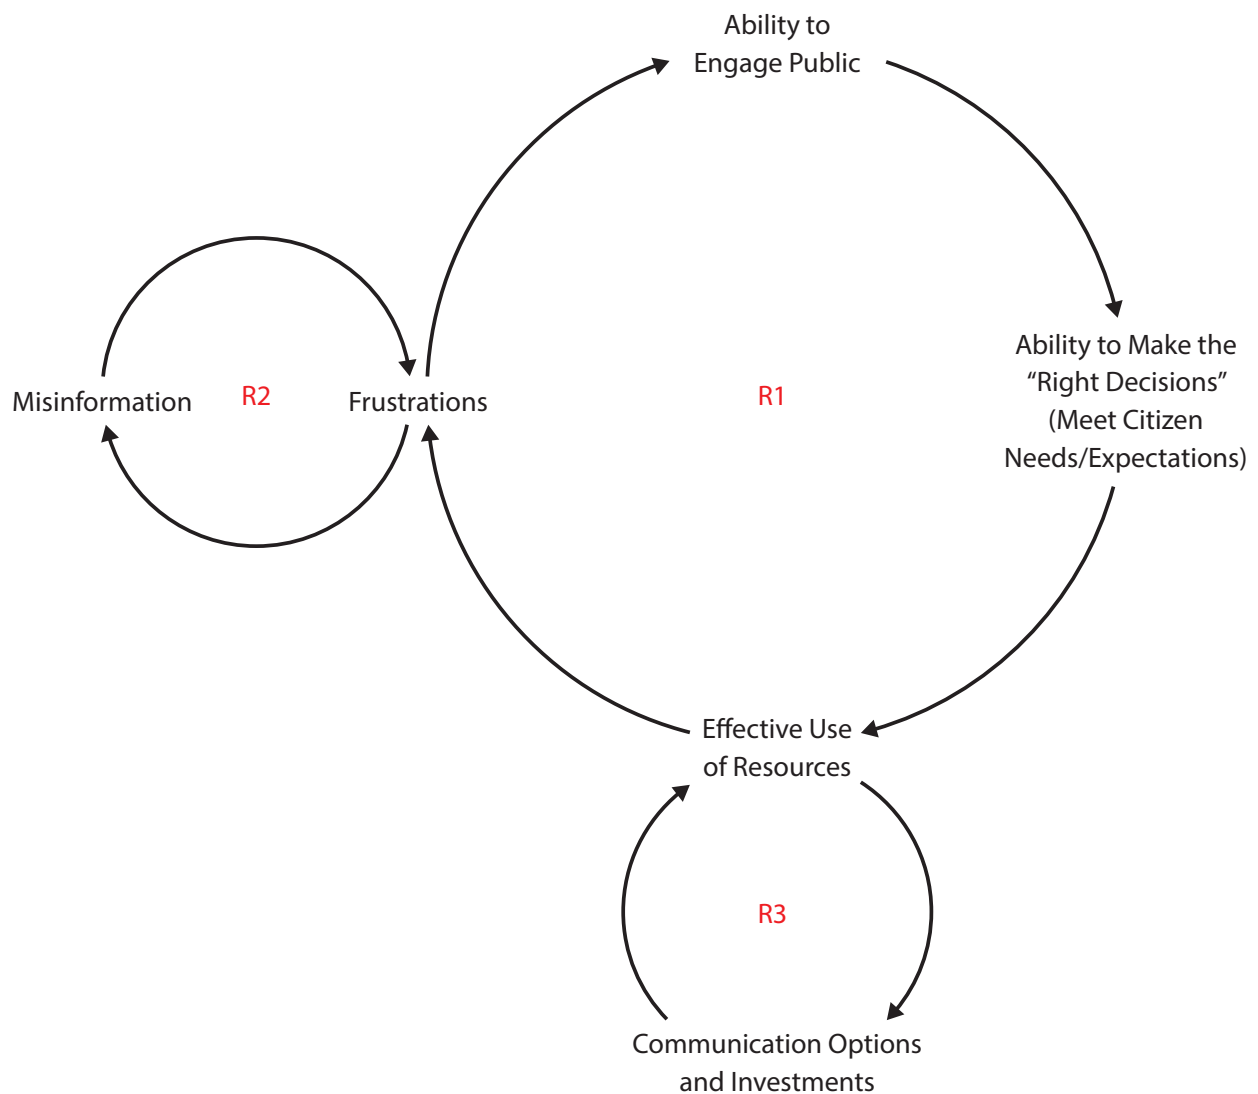 Ability to
Engage Public
Ability to Make the
“Right Decisions”
(Meet Citizen
Needs/Expectations)
Misinformation
R2
Frustrations
R1
Effective Use
of Resources
R3
Communication Options
and Investments